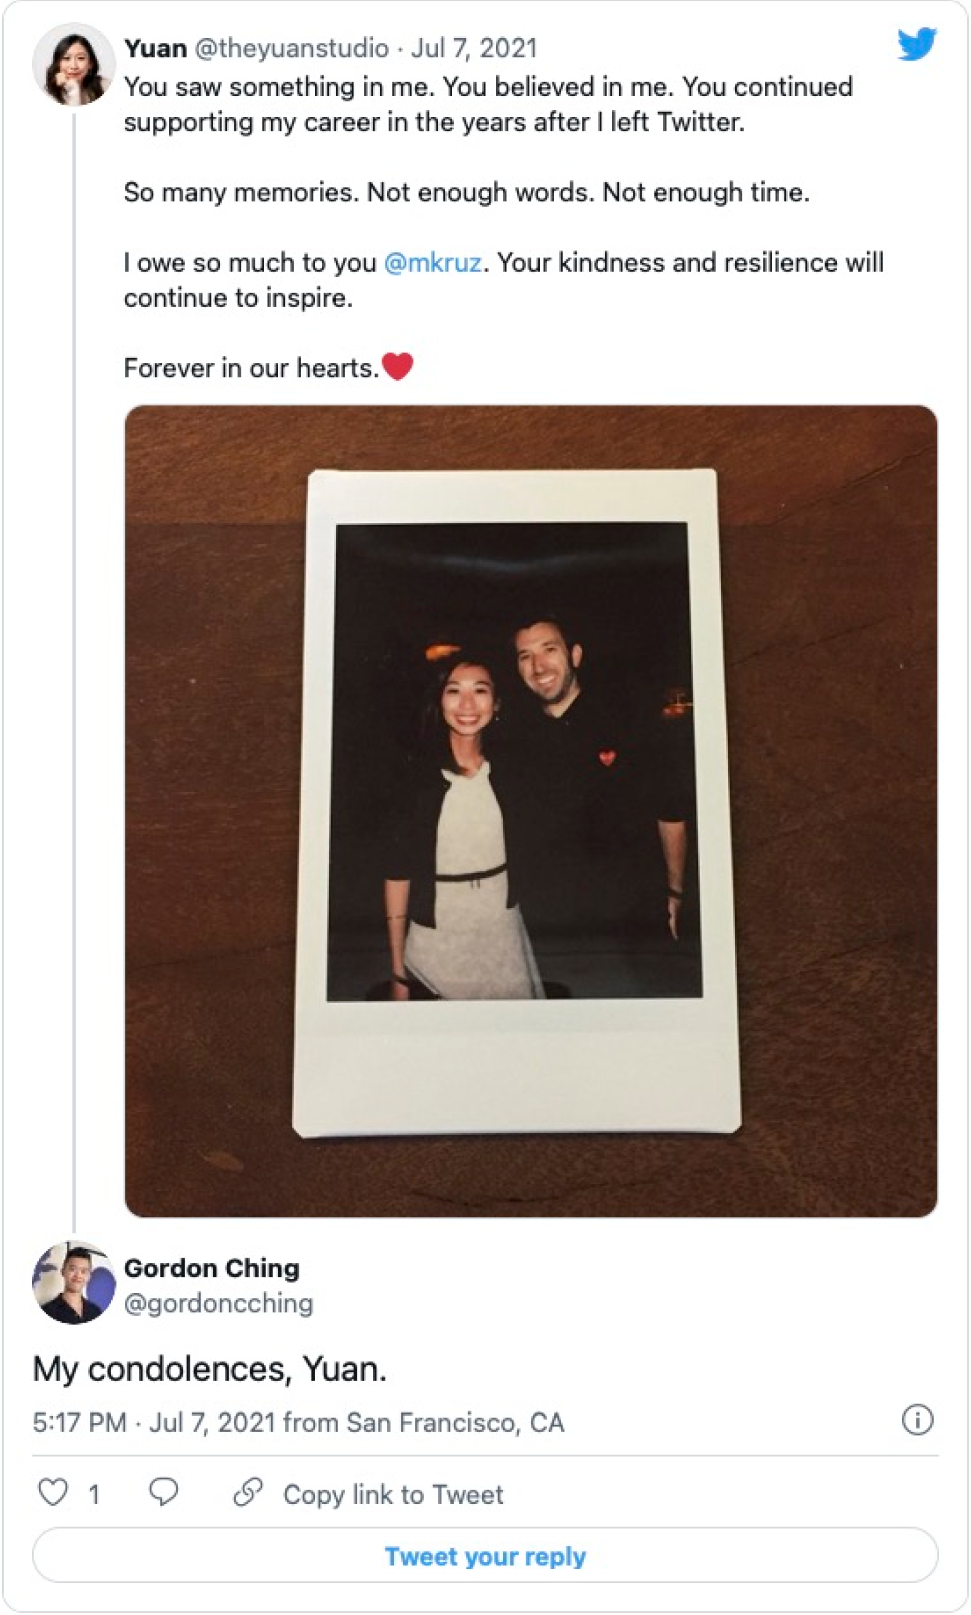 Yuan @theyuanstudio · Jul 7, 2021
You saw something in me. You believed in me. You continued
supporting my career in the years after I left Twitter.
So many memories. Not enough words. Not enough time.
I owe so much to you @mkruz. Your kindness and resilience will
continue to inspire.
Forever in our hearts.❤️
Gordon Ching
@gordoncching
My condolences, Yuan.
5:17 PM · Jul 7, 2021 from San Francisco, CA
1
Copy link to Tweet
Tweet your reply